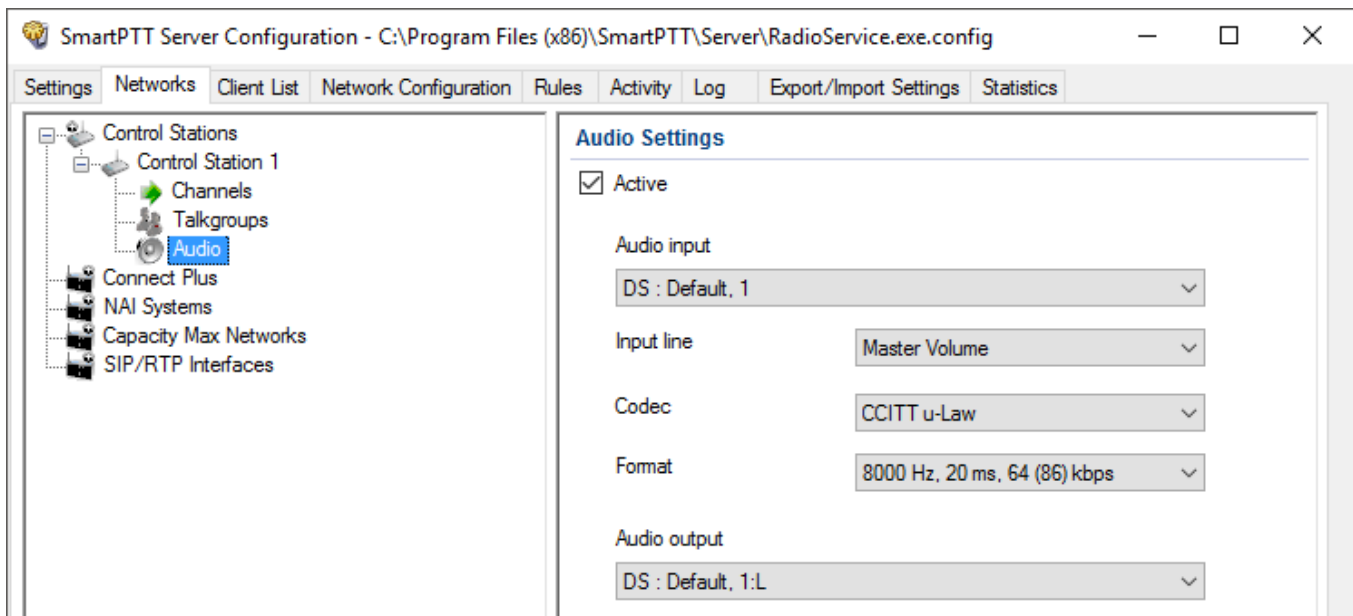 SmartPTT Server Configuration - C:\Program Files (x86)\SmartPTT\Server\RadioService.exe.config
Settings Networks Client List Network Configuration Rules Activity Log Export/Import Settings Statistics
Control Stations
Control Station 1
Channels
Talkgroups
Audio
Connect Plus
NAI Systems
Capacity Max Networks
SIP/RTP Interfaces
Audio Settings
Active
Audio input
DS : Default, 1
Input line
Master Volume
Codec
CCITT u-Law
Format
8000 Hz, 20 ms, 64 (86) kbps
Audio output
DS : Default, 1:L